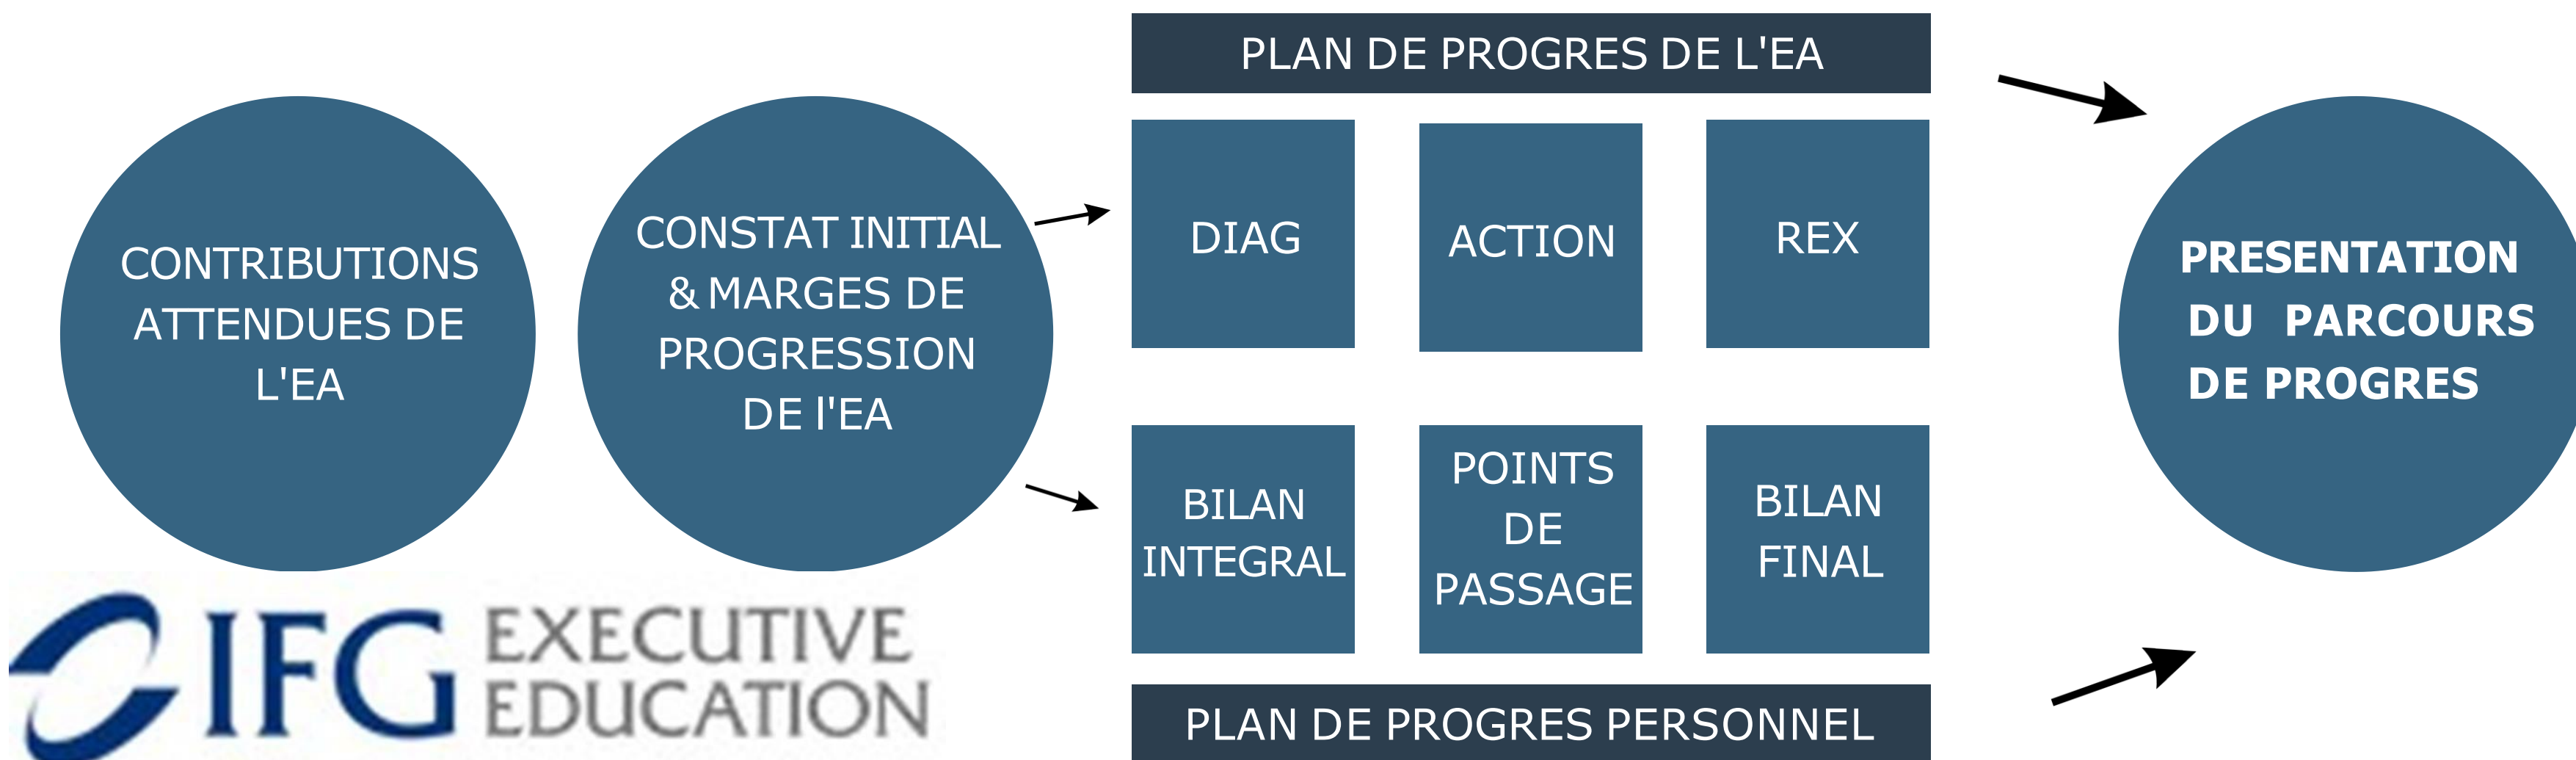 CONTRIBUTIONS
ATTENDUES DE
L'EA
CONSTAT INITIAL
& MARGES DE
PROGRESSION
DE l'EA
PLAN DE PROGRES DE L'EA
DIAG
ACTION
REX
BILAN
INTEGRAL
POINTS
DE
PASSAGE
BILAN
FINAL
PLAN DE PROGRES PERSONNEL
PRESENTATION
DU PARCOURS
DE PROGRES
IFG EXECUTIVE
EDUCATION